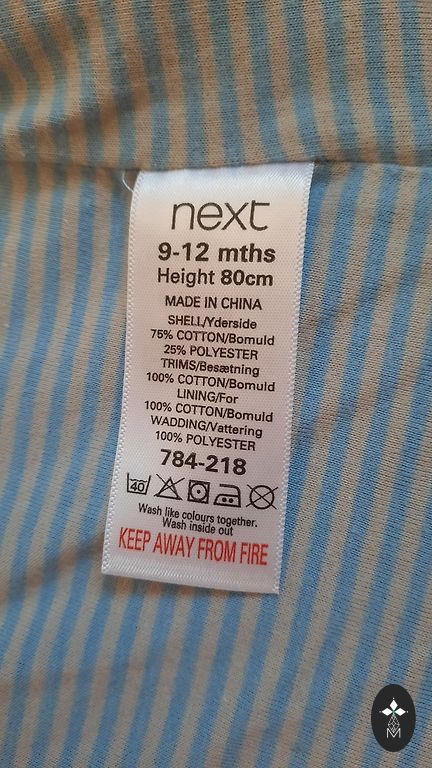 next
9-12 mths
Height 80cm
MADE IN CHINA
SHELL/Yderside
75% COTTON/Bomuld
25% POLYESTER
TRIMS/Besætning
100% COTTON/Bomuld
LINING/For
100% COTTON/Bomuld
WADDING/Vattering
100% POLYESTER
784-218
40
Wash like colours together.
Wash inside out
KEEP AWAY FROM FIRE
M